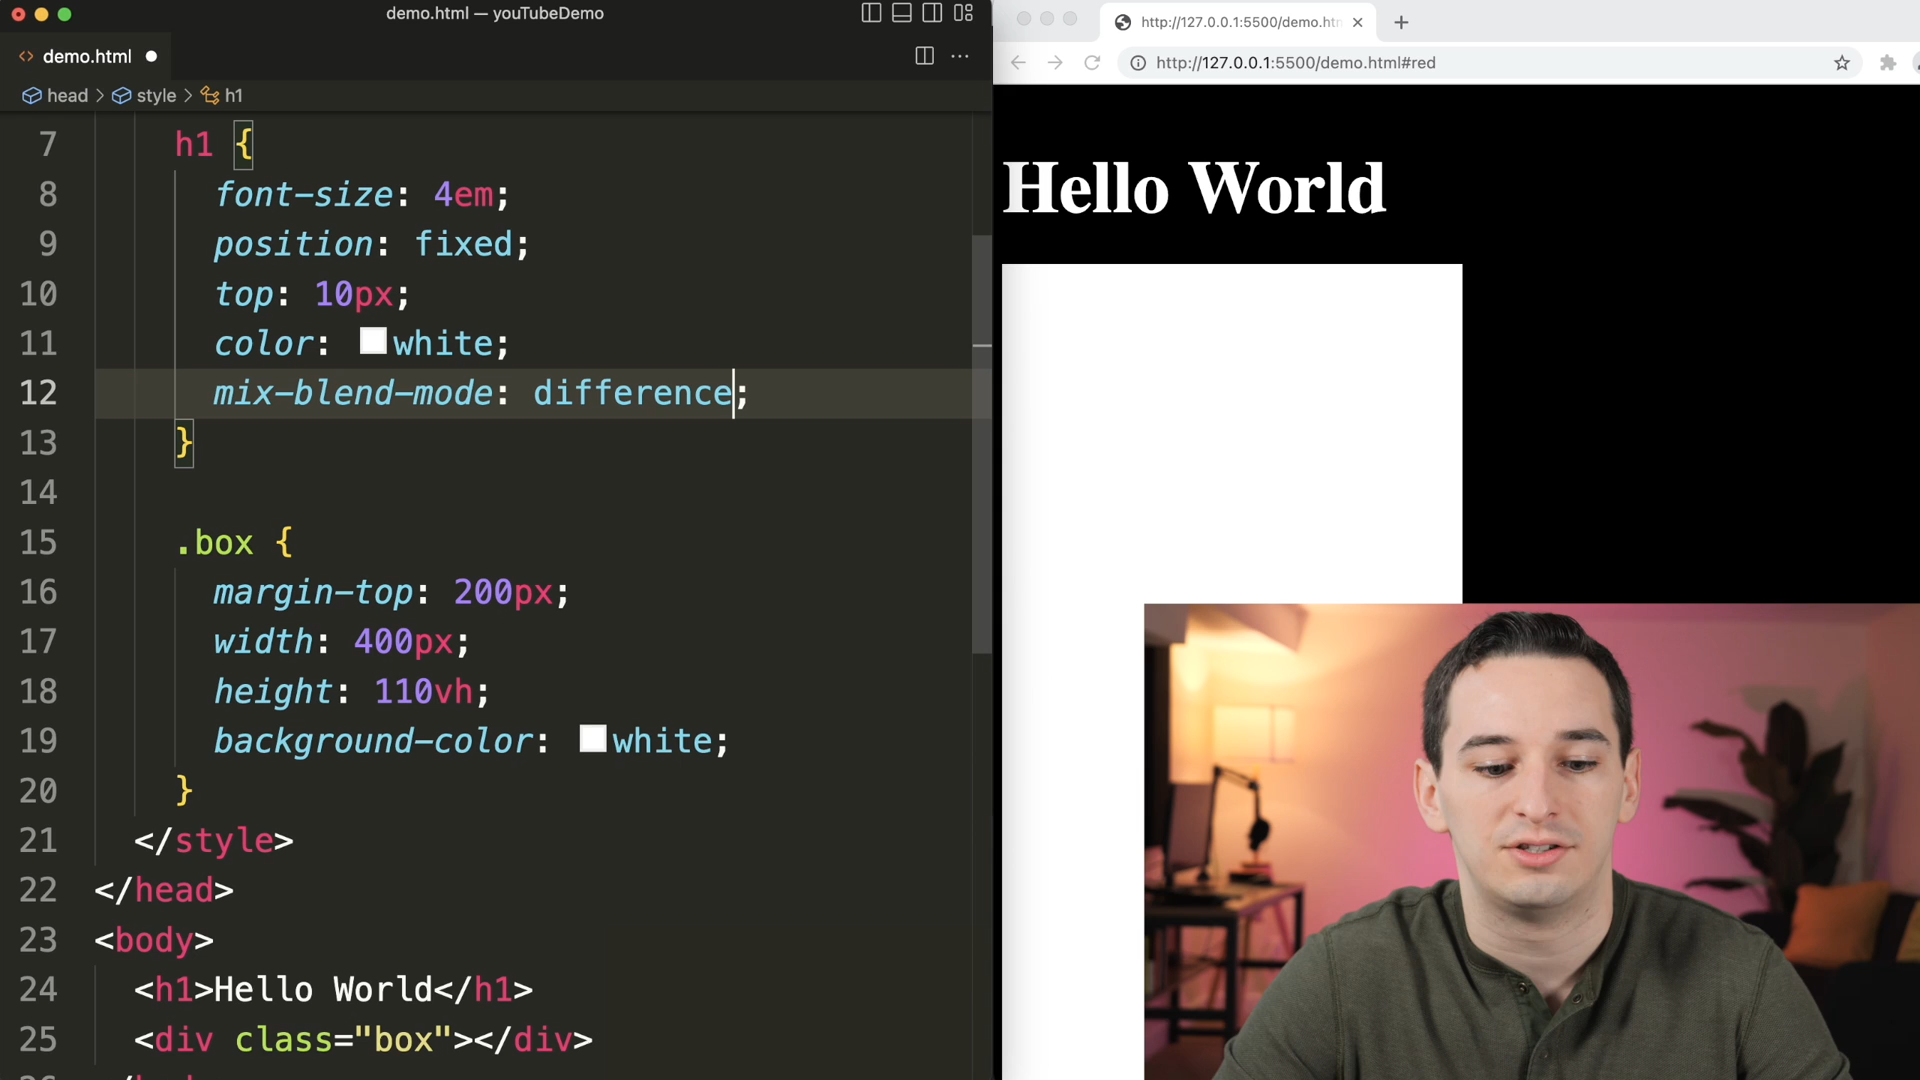 demo.html — youTubeDemo
demo.html
head > style > h1
7 h1 {
8 font-size: 4em;
9 position: fixed;
10 top: 10px;
11 color: white;
12 mix-blend-mode: difference;
13 }
14
15 .box {
16 margin-top: 200px;
17 width: 400px;
18 height: 110vh;
19 background-color: white;
20 }
21 </style>
22 </head>
23 <body>
24 <h1>Hello World</h1>
25 <div class="box"></div>
http://127.0.0.1:5500/demo.htm
http://127.0.0.1:5500/demo.html#red
Hello World